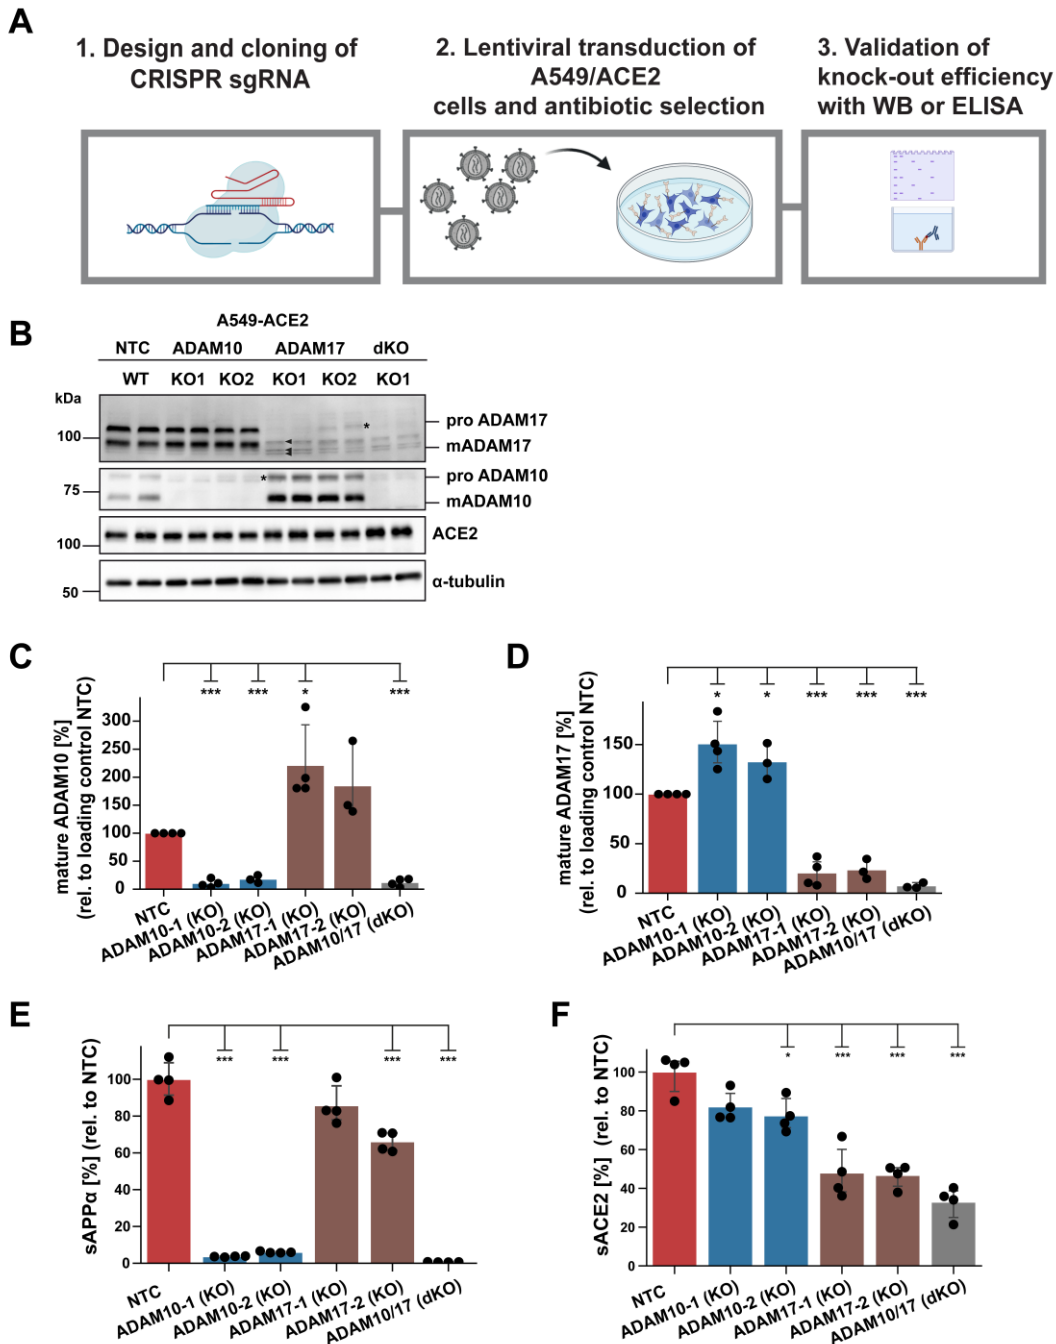 A
1. Design and cloning of
CRISPR sgRNA
2. Lentiviral transduction of
A549/ACE2
cells and antibiotic selection
3. Validation of
knock-out efficiency
with WB or ELISA
B
A549-ACE2
NTC ADAM10 ADAM17 dKO
WT KO1 KO2 KO1 KO2 KO1
kDa
100
pro ADAM17
*
mADAM17
75
*
pro ADAM10
mADAM10
100
ACE2
50
α-tubulin
C
mature ADAM10 [%]
(rel. to loading control NTC)
*** *** * ***
300
250
200
150
100
50
0
NTC
ADAM10-1 (KO)
ADAM10-2 (KO)
ADAM17-1 (KO)
ADAM17-2 (KO)
ADAM10/17 (dKO)
D
mature ADAM17 [%]
(rel. to loading control NTC)
* * *** *** ***
150
100
50
0
NTC
ADAM10-1 (KO)
ADAM10-2 (KO)
ADAM17-1 (KO)
ADAM17-2 (KO)
ADAM10/17 (dKO)
E
sAPPα [%] (rel. to NTC)
*** *** *** ***
100
80
60
40
20
0
NTC
ADAM10-1 (KO)
ADAM10-2 (KO)
ADAM17-1 (KO)
ADAM17-2 (KO)
ADAM10/17 (dKO)
F
sACE2 [%] (rel. to NTC)
* *** *** ***
100
80
60
40
20
0
NTC
ADAM10-1 (KO)
ADAM10-2 (KO)
ADAM17-1 (KO)
ADAM17-2 (KO)
ADAM10/17 (dKO)